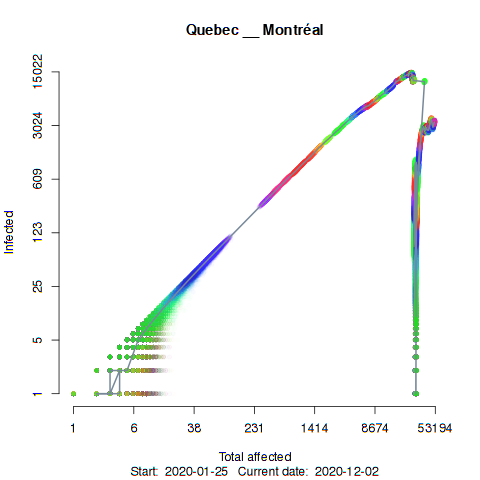 Quebec __ Montréal
15022
3024
609
123
25
5
1
Infected
1 6 38 231 1414 8674 53194
Total affected
Start: 2020-01-25 Current date: 2020-12-02